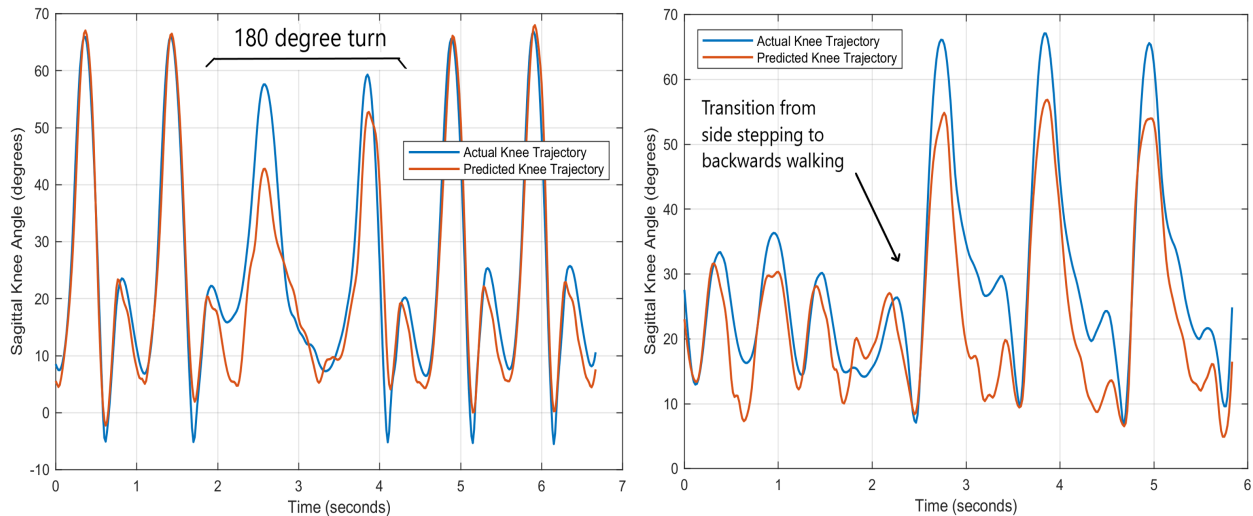 180 degree turn
Actual Knee Trajectory
Predicted Knee Trajectory
Sagittal Knee Angle (degrees)
70
60
50
40
30
20
10
0
-10
0 1 2 3 4 5 6 7
Time (seconds)
Actual Knee Trajectory
Predicted Knee Trajectory
Transition from
side stepping to
backwards walking
Sagittal Knee Angle (degrees)
70
60
50
40
30
20
10
0
0 1 2 3 4 5 6
Time (seconds)